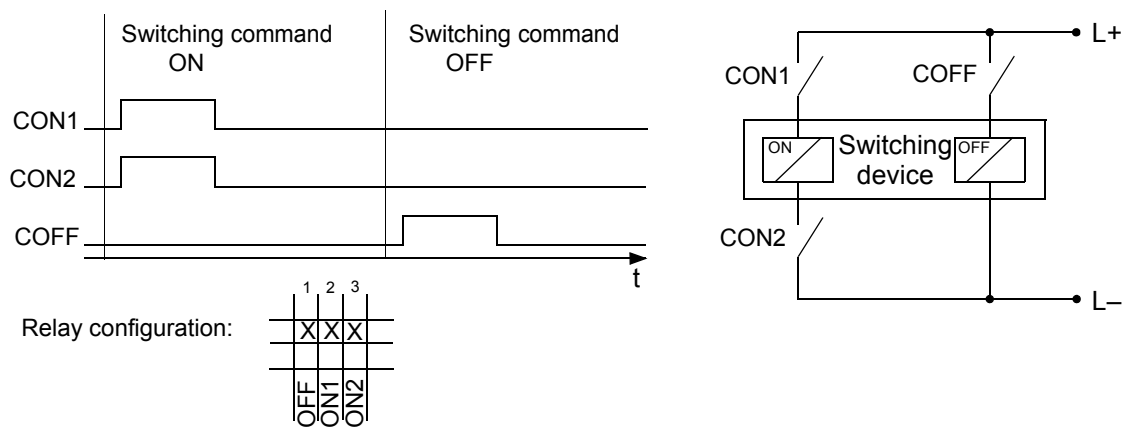 Switching command
ON
Switching command
OFF
CON1
CON2
COFF
t
Relay configuration:
1 2 3
X X X
OFF
ON1
ON2
L+
CON1
COFF
ON
Switching
device
OFF
CON2
L–